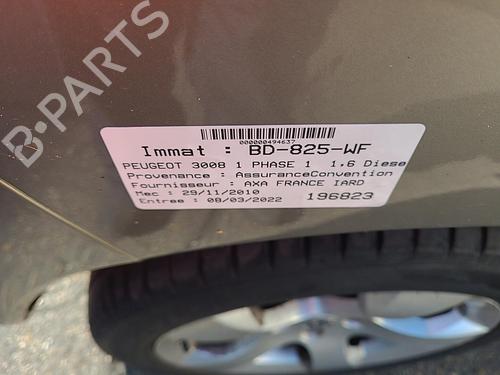 000000494637
Immat : BD-825-WF
PEUGEOT 3008 1 PHASE 1 1.6 Diese
Provenance : AssuranceConvention
Fournisseur : AXA FRANCE IARD
Mec : 29/11/2010
Entree : 08/03/2022 196823
B-PARTS